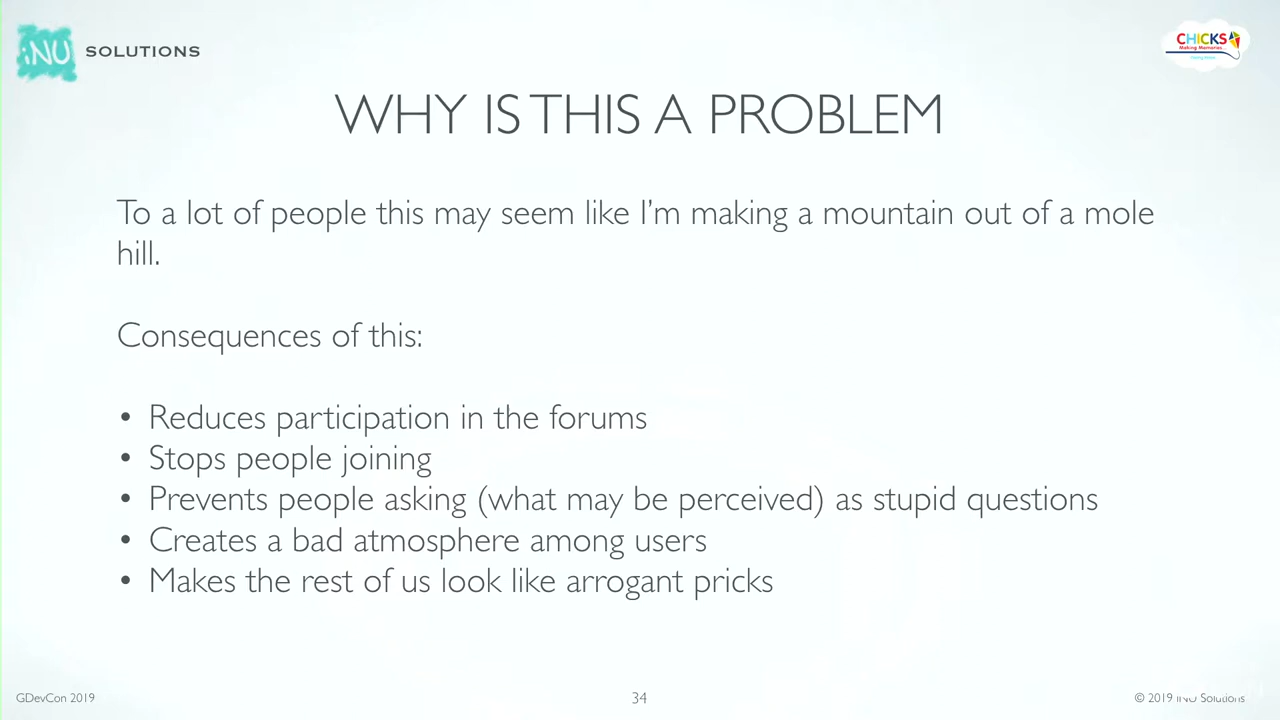 iNU SOLUTIONS
CHICKS
Making Memories...
WHY IS THIS A PROBLEM
To a lot of people this may seem like I'm making a mountain out of a mole
hill.
Consequences of this:
• Reduces participation in the forums
• Stops people joining
• Prevents people asking (what may be perceived) as stupid questions
• Creates a bad atmosphere among users
• Makes the rest of us look like arrogant pricks
GDevCon 2019
34
© 2019 iNU Solutions